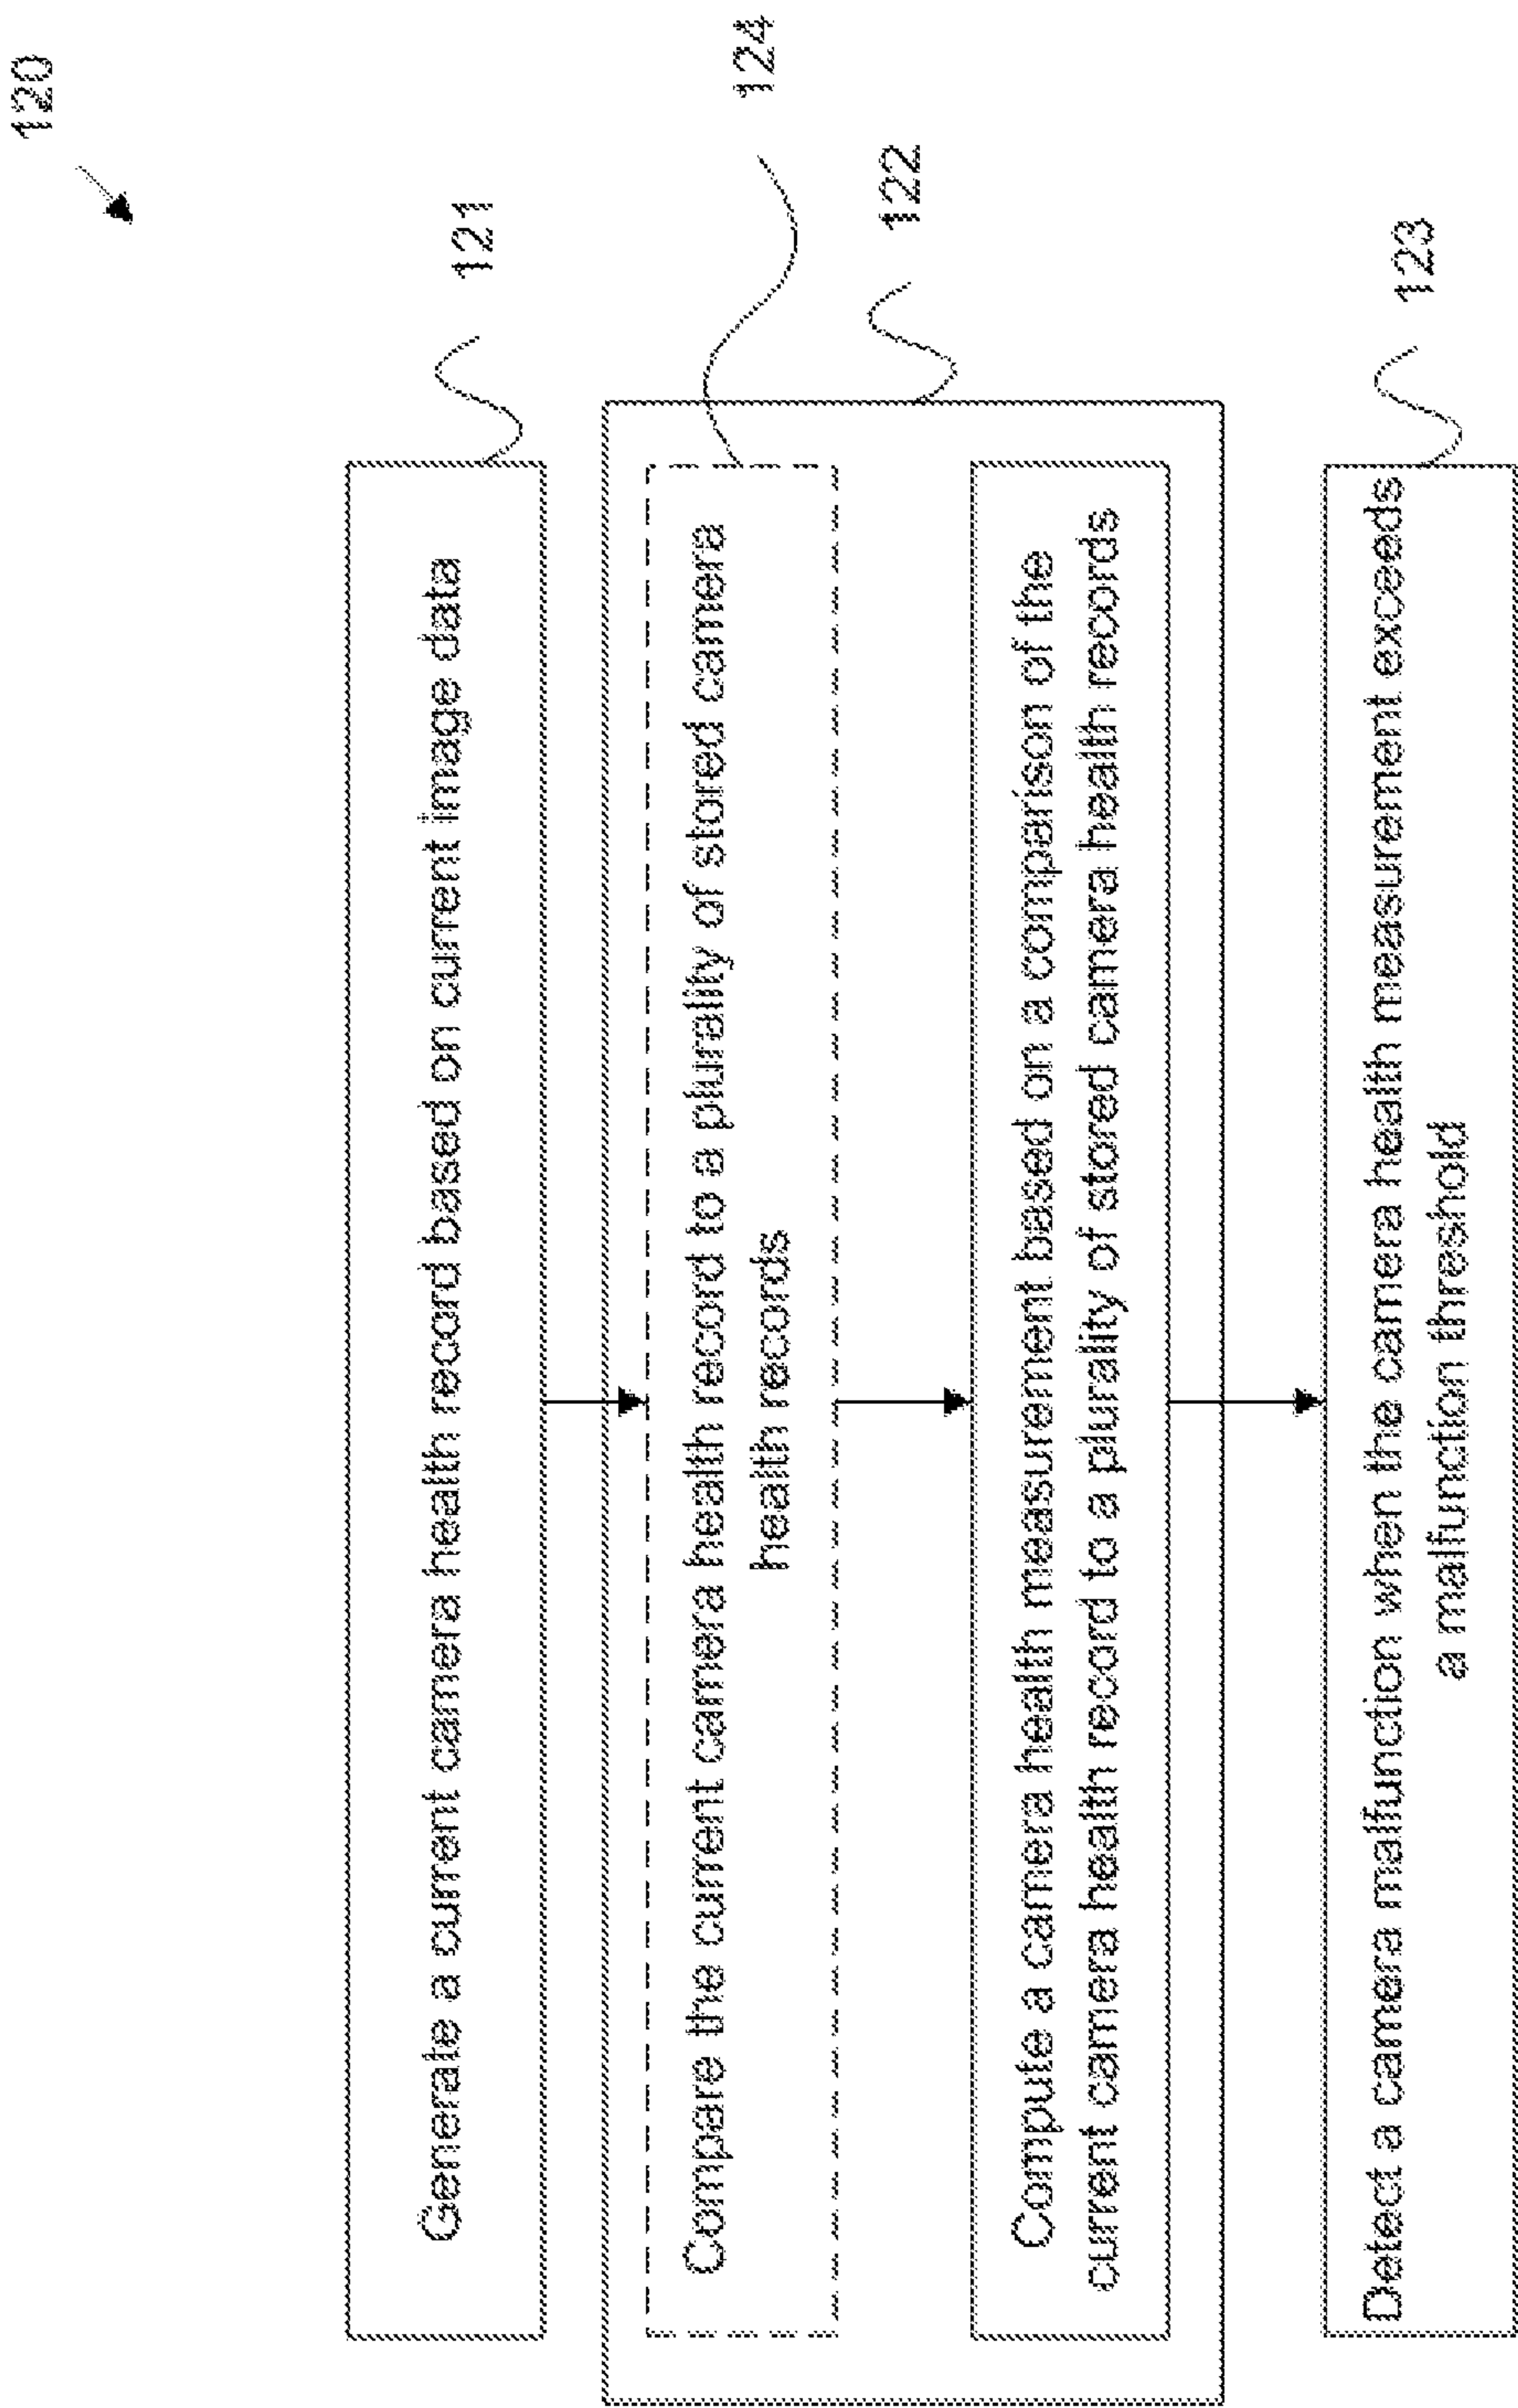 120
121
Generate a current camera health record based on current image data
124
Compare the current camera health record to a plurality of stored camera
health records
122
Compute a camera health measurement based on a comparison of the
current camera health record to a plurality of stored camera health records
123
Detect a camera malfunction when the camera health measurement exceeds
a malfunction threshold